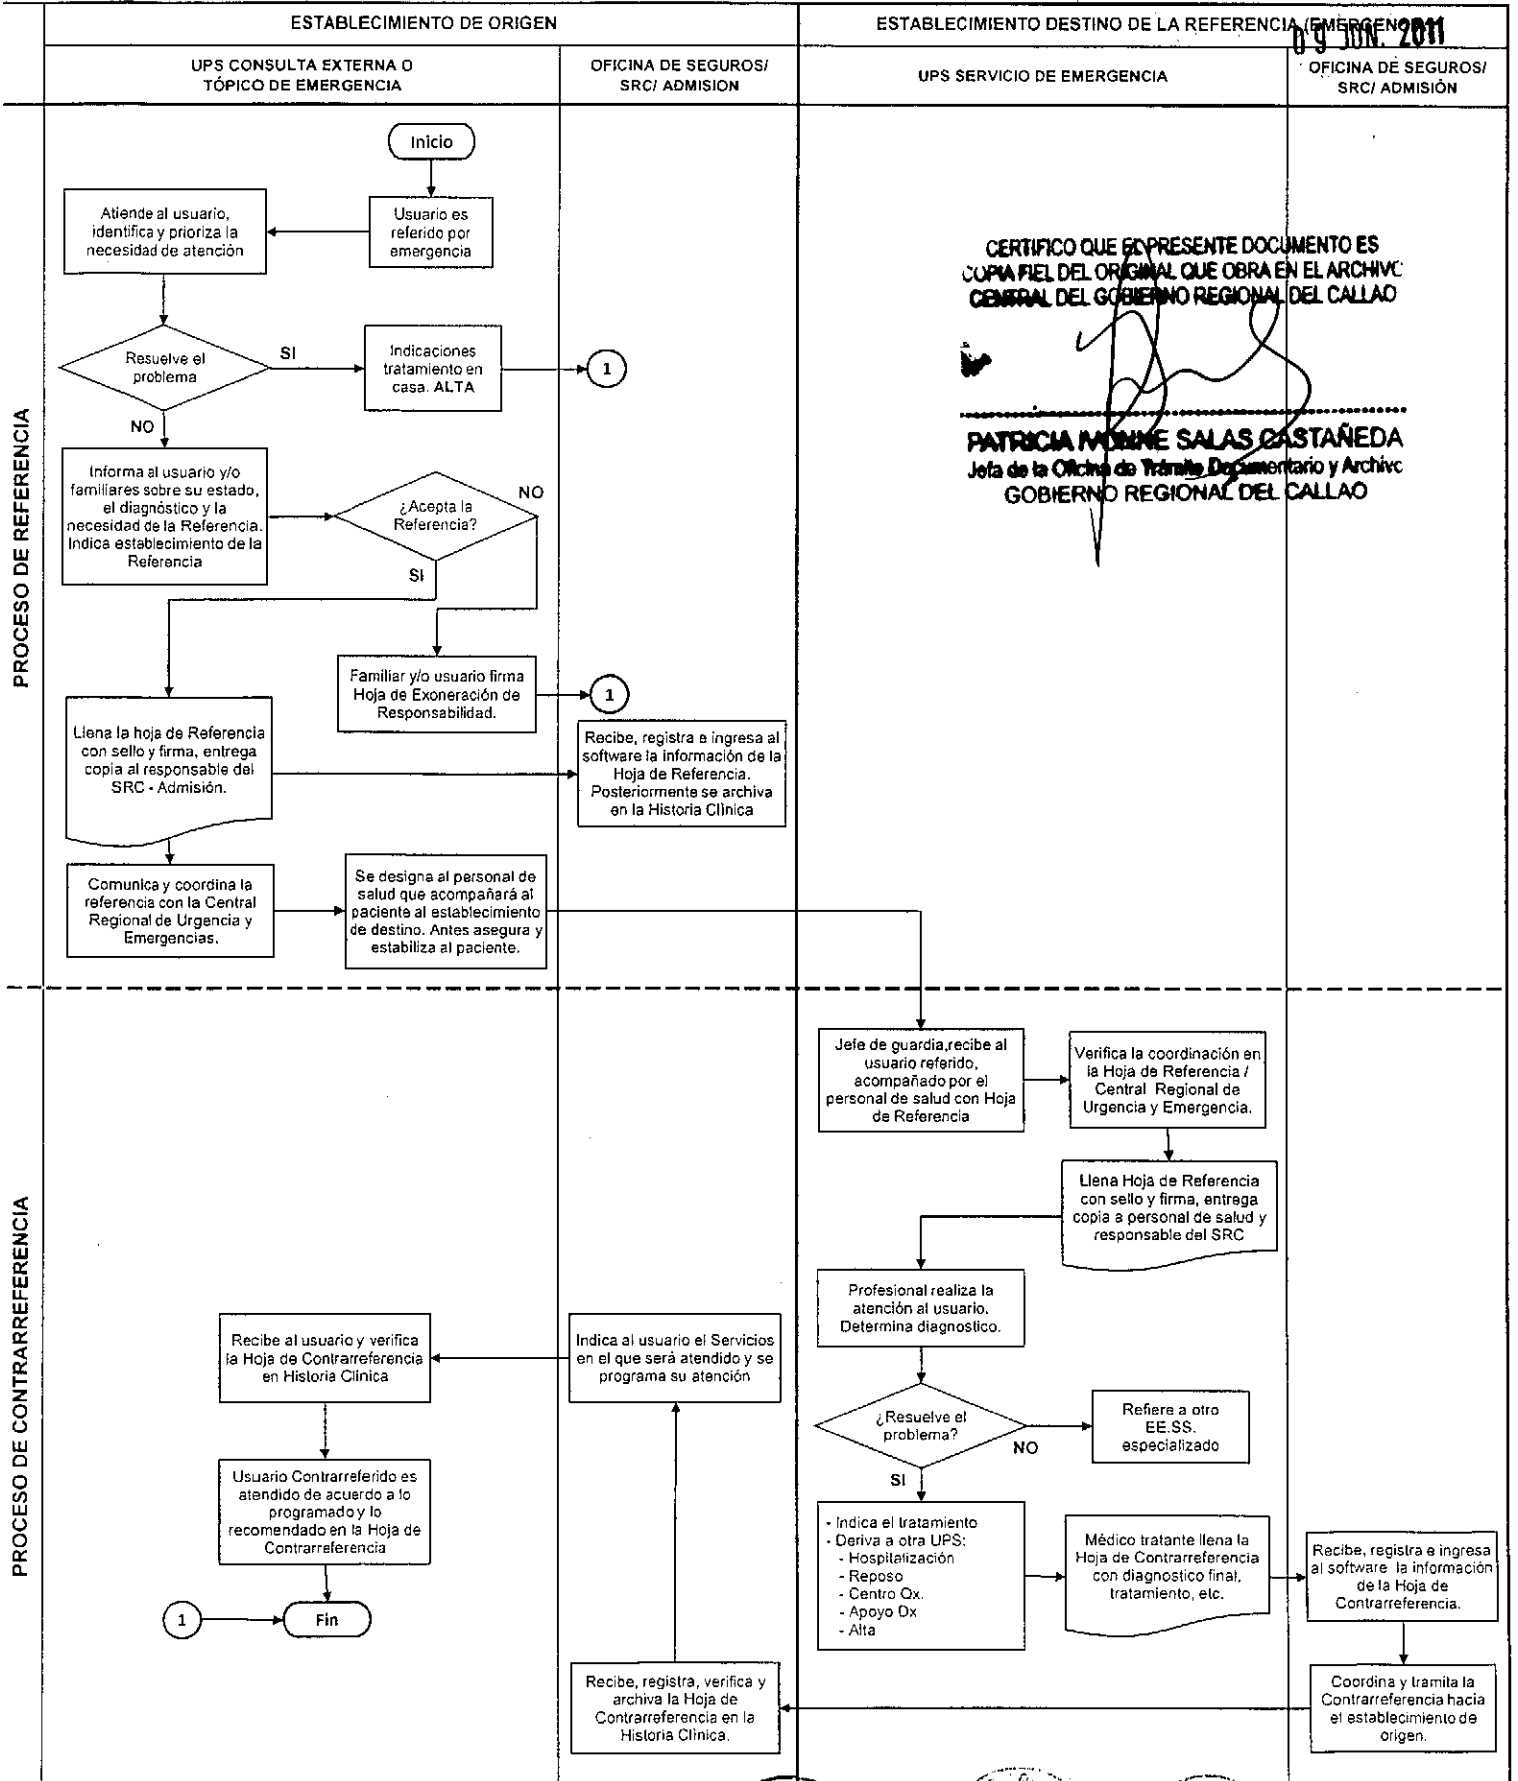 ESTABLECIMIENTO DE ORIGEN
ESTABLECIMIENTO DESTINO DE LA REFERENCIA (EMERGENCIA)
09 JUN. 2011
UPS CONSULTA EXTERNA O
TÓPICO DE EMERGENCIA
OFICINA DE SEGUROS/
SRC/ ADMISION
UPS SERVICIO DE EMERGENCIA
OFICINA DE SEGUROS/
SRC/ ADMISIÓN
PROCESO DE REFERENCIA
Inicio
Usuario es
referido por
emergencia
Atiende al usuario,
identifica y prioriza la
necesidad de atención
Resuelve el
problema
SI
Indicaciones
tratamiento en
casa. ALTA
1
NO
Informa al usuario y/o
familiares sobre su estado,
el diagnóstico y la
necesidad de la Referencia.
Indica establecimiento de la
Referencia
¿Acepta la
Referencia?
NO
SI
Familiar y/o usuario firma
Hoja de Exoneración de
Responsabilidad.
1
Llena la hoja de Referencia
con sello y firma, entrega
copia al responsable del
SRC - Admisión.
Recibe, registra e ingresa al
software la información de la
Hoja de Referencia.
Posteriormente se archiva
en la Historia Clínica
Comunica y coordina la
referencia con la Central
Regional de Urgencia y
Emergencias.
Se designa al personal de
salud que acompañará al
paciente al establecimiento
de destino. Antes asegura y
estabiliza al paciente.
CERTIFICO QUE EL PRESENTE DOCUMENTO ES
COPIA FIEL DEL ORIGINAL QUE OBRA EN EL ARCHIVO
CENTRAL DEL GOBIERNO REGIONAL DEL CALLAO
PATRICIA IVONNE SALAS CASTAÑEDA
Jefa de la Oficina de Trámite Documentario y Archivo
GOBIERNO REGIONAL DEL CALLAO
PROCESO DE CONTRARREFERENCIA
Jefe de guardia,recibe al
usuario referido,
acompañado por el
personal de salud con Hoja
de Referencia
Verifica la coordinación en
la Hoja de Referencia /
Central Regional de
Urgencia y Emergencia.
Llena Hoja de Referencia
con sello y firma, entrega
copia a personal de salud y
responsable del SRC
Profesional realiza la
atención al usuario.
Determina diagnostico.
¿Resuelve el
problema?
NO
Refiere a otro
EE.SS.
especializado
SI
- Indica el tratamiento
- Deriva a otra UPS:
- Hospitalización
- Reposo
- Centro Qx.
- Apoyo Dx
- Alta
Médico tratante llena la
Hoja de Contrarreferencia
con diagnostico final,
tratamiento, etc.
Recibe, registra e ingresa
al software la información
de la Hoja de
Contrarreferencia.
Coordina y tramita la
Contrarreferencia hacia
el establecimiento de
origen.
Recibe, registra, verifica y
archiva la Hoja de
Contrarreferencia en la
Historia Clínica.
Indica al usuario el Servicios
en el que será atendido y se
programa su atención
Recibe al usuario y verifica
la Hoja de Contrarreferencia
en Historia Clínica
Usuario Contrarreferido es
atendido de acuerdo a lo
programado y lo
recomendado en la Hoja de
Contrarreferencia
1
Fin